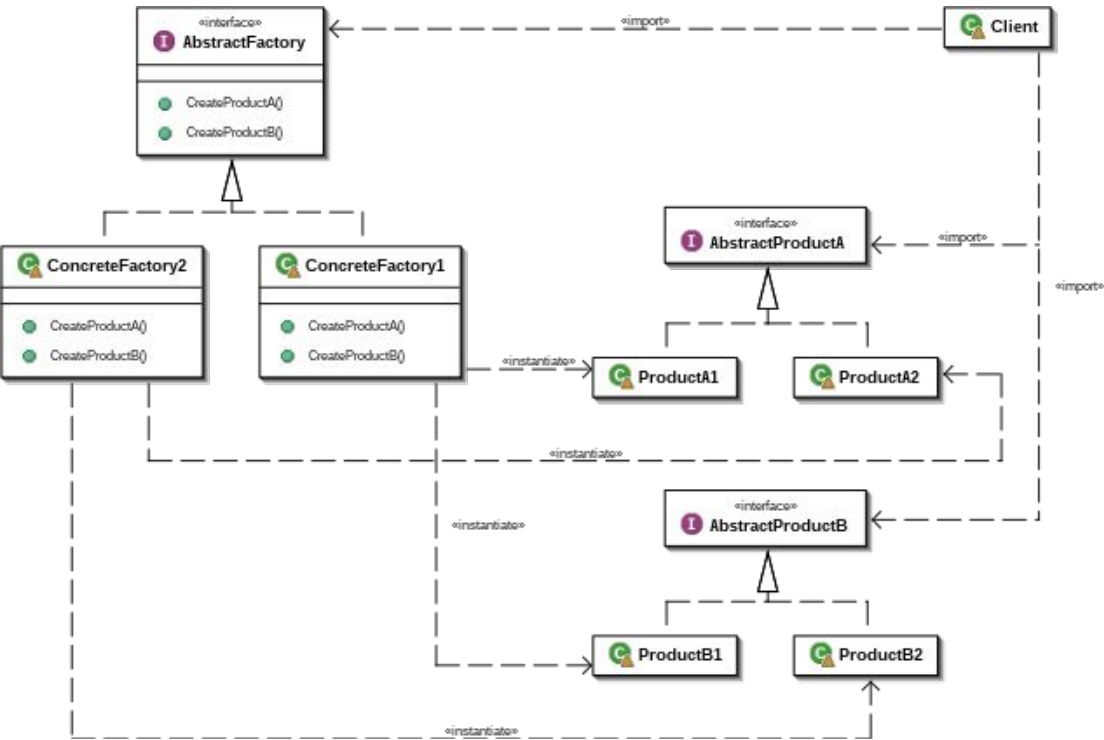 «interface»
I AbstractFactory
CreateProductA()
CreateProductB()
«import»
C Client
C ConcreteFactory2
CreateProductA()
CreateProductB()
C ConcreteFactory1
CreateProductA()
CreateProductB()
«interface»
I AbstractProductA
«import»
«import»
«instantiate»
C ProductA1
C ProductA2
«instantiate»
«interface»
I AbstractProductB
«instantiate»
C ProductB1
C ProductB2
«instantiate»